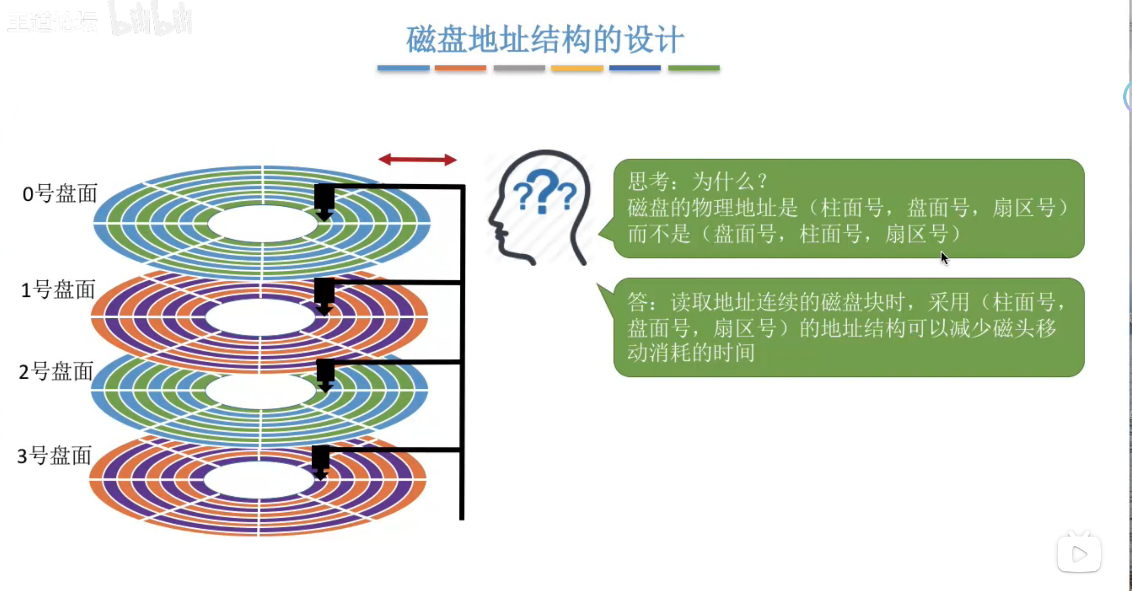 bilibili
磁盘地址结构的设计
0号盘面
1号盘面
2号盘面
3号盘面
???
思考：为什么？
磁盘的物理地址是（柱面号，盘面号，扇区号）
而不是（盘面号，柱面号，扇区号）
答：读取地址连续的磁盘块时，采用（柱面号，
盘面号，扇区号）的地址结构可以减少磁头移
动消耗的时间